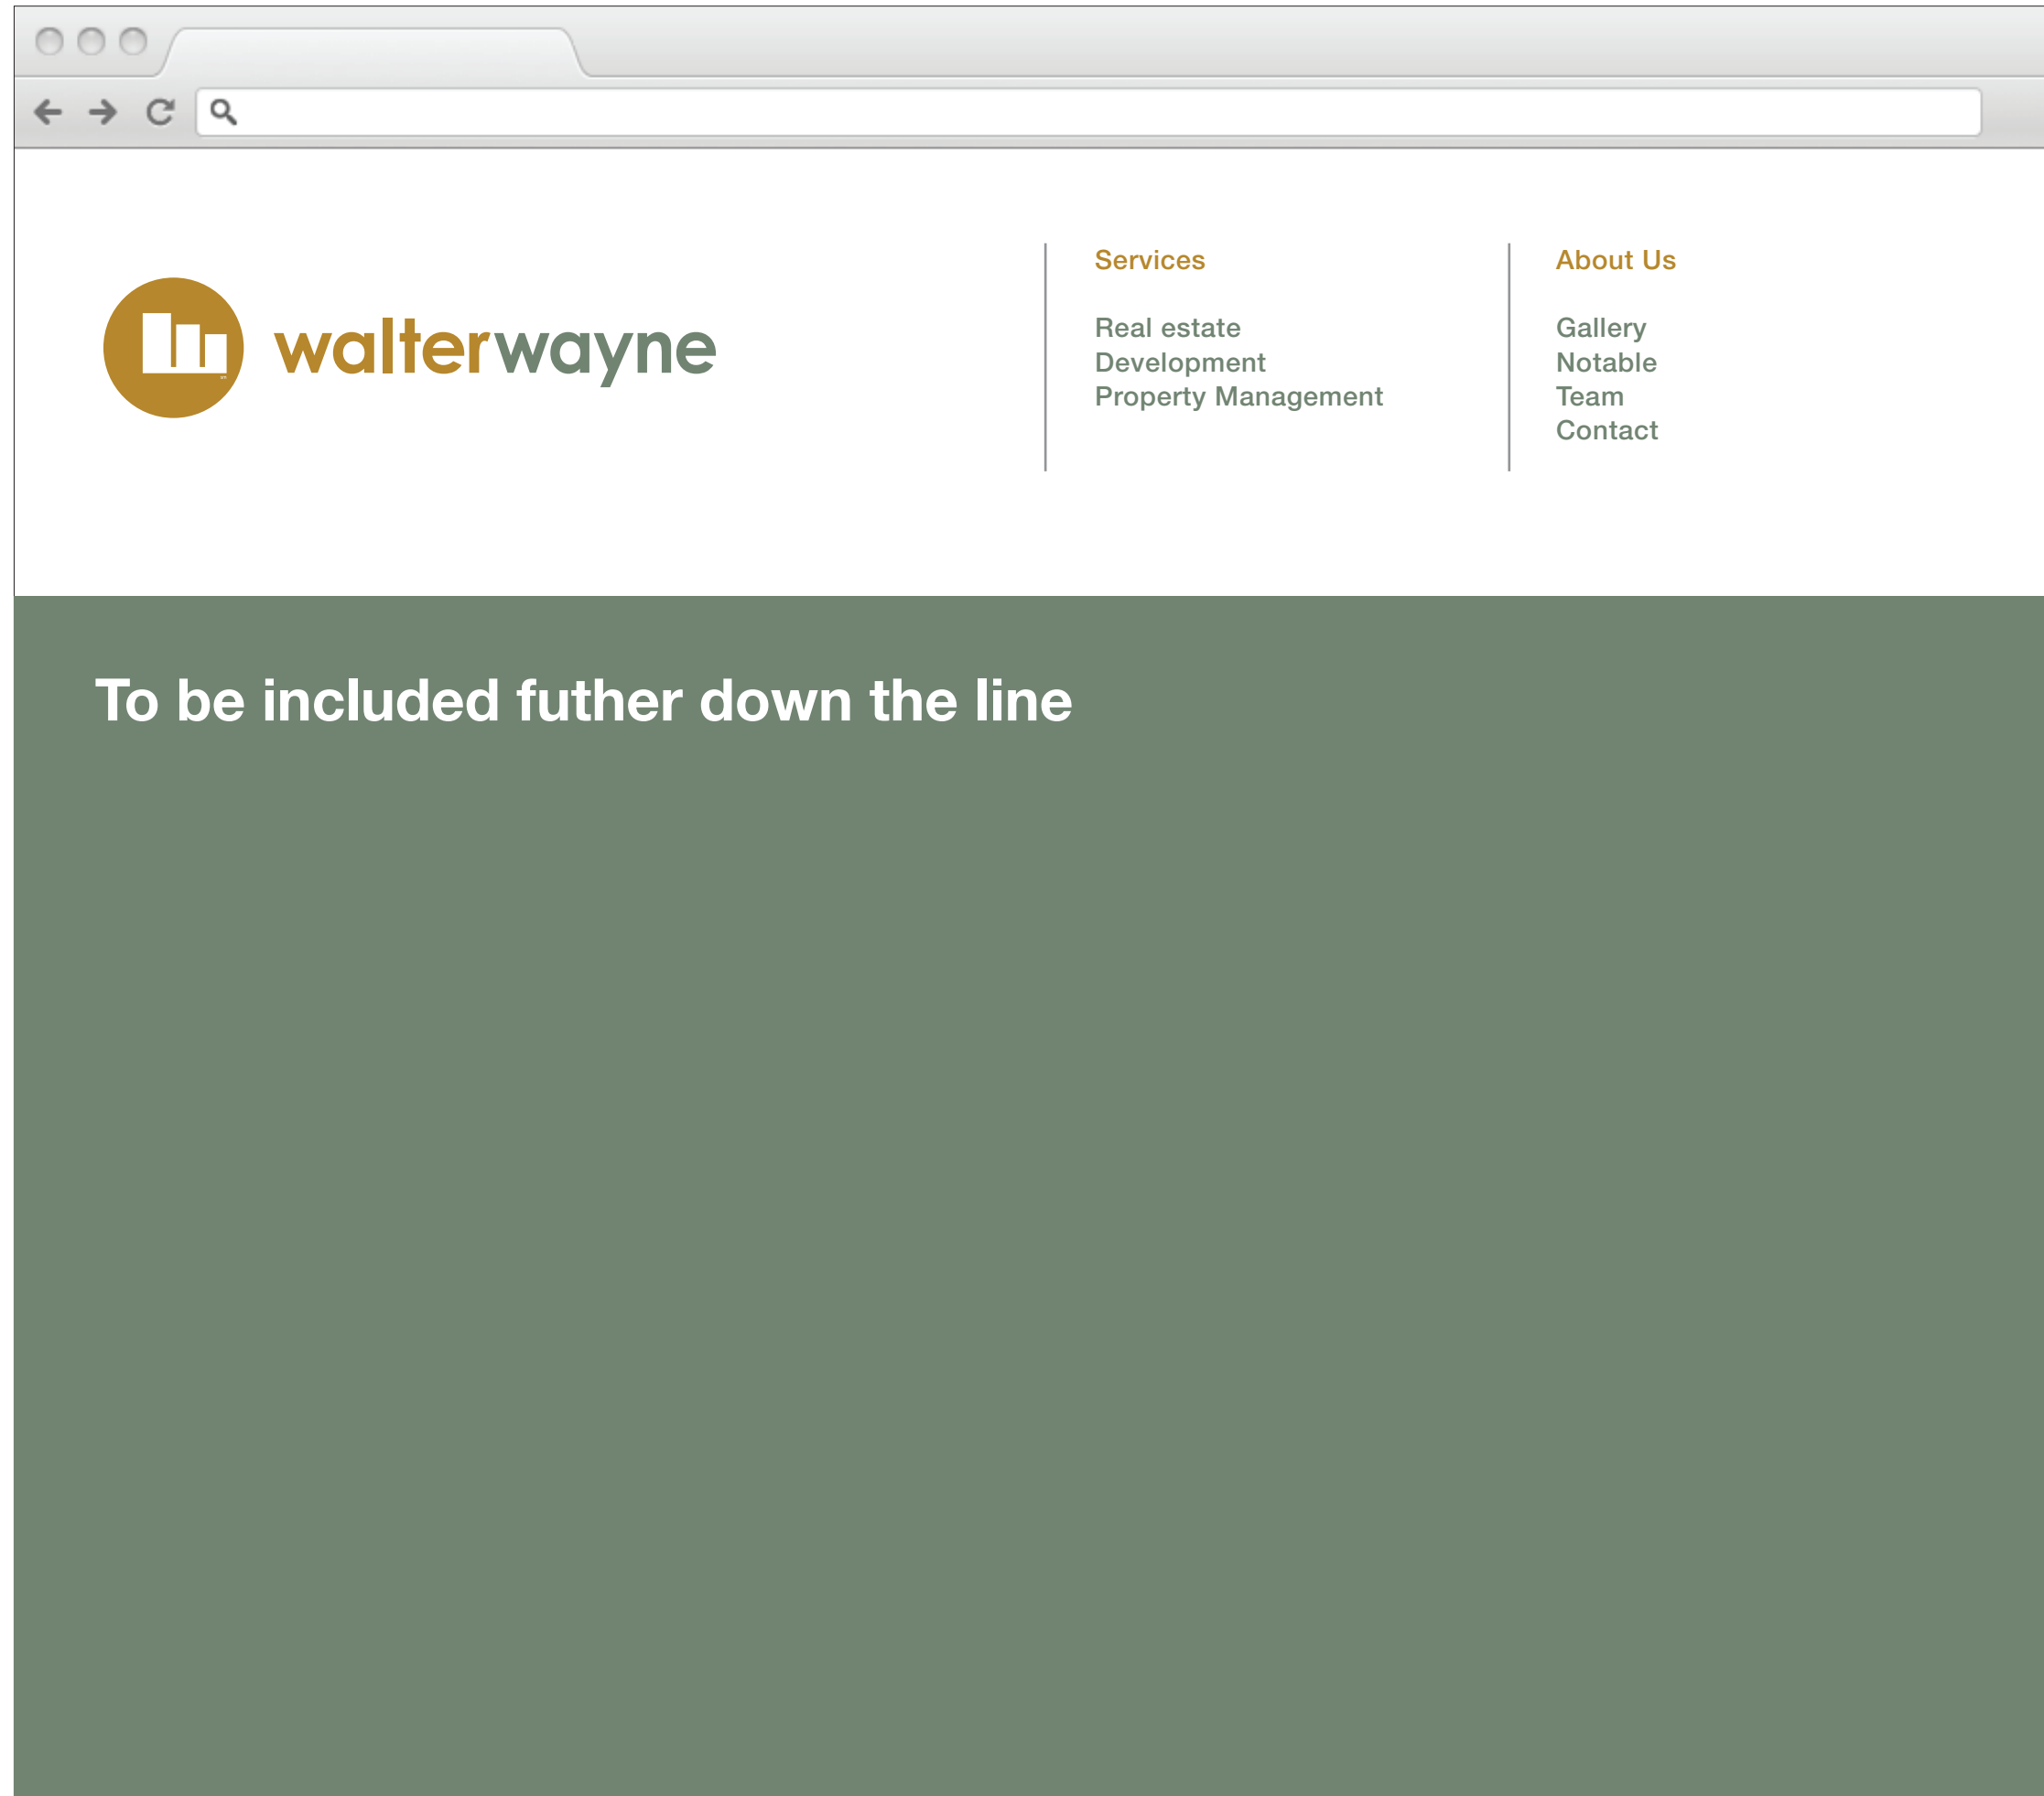 walterwayne
Services
Real estate
Development
Property Management
About Us
Gallery
Notable
Team
Contact
To be included futher down the line